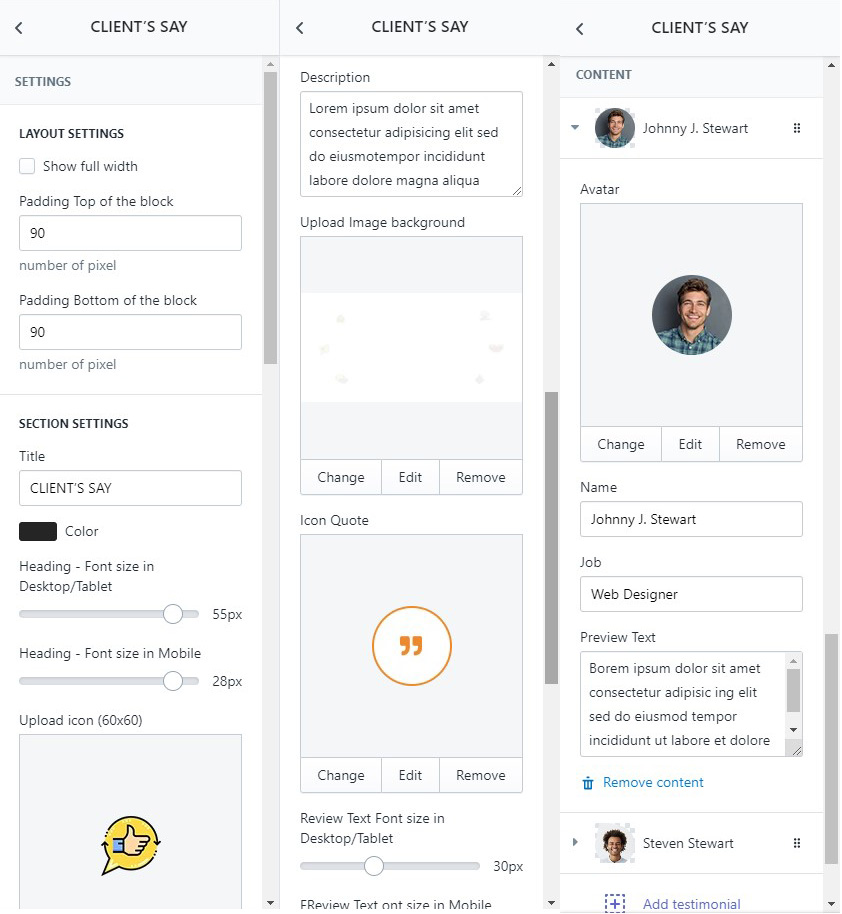 CLIENT’S SAY
SETTINGS
LAYOUT SETTINGS
Show full width
Padding Top of the block
90
number of pixel
Padding Bottom of the block
90
number of pixel
SECTION SETTINGS
Title
CLIENT’S SAY
Color
Heading - Font size in
Desktop/Tablet
55px
Heading - Font size in Mobile
28px
Upload icon (60x60)
CLIENT’S SAY
Description
Lorem ipsum dolor sit amet
consectetur adipisicing elit sed
do eiusmotempor incididunt
labore dolore magna aliqua
Upload Image background
Change Edit Remove
Icon Quote
Change Edit Remove
Review Text Font size in
Desktop/Tablet
30px
FReview Text ont size in Mobile
CLIENT’S SAY
CONTENT
Johnny J. Stewart
Avatar
Change Edit Remove
Name
Johnny J. Stewart
Job
Web Designer
Preview Text
Borem ipsum dolor sit amet
consectetur adipisic ing elit
sed do eiusmod tempor
incididunt ut labore et dolore
Remove content
Steven Stewart
Add testimonial